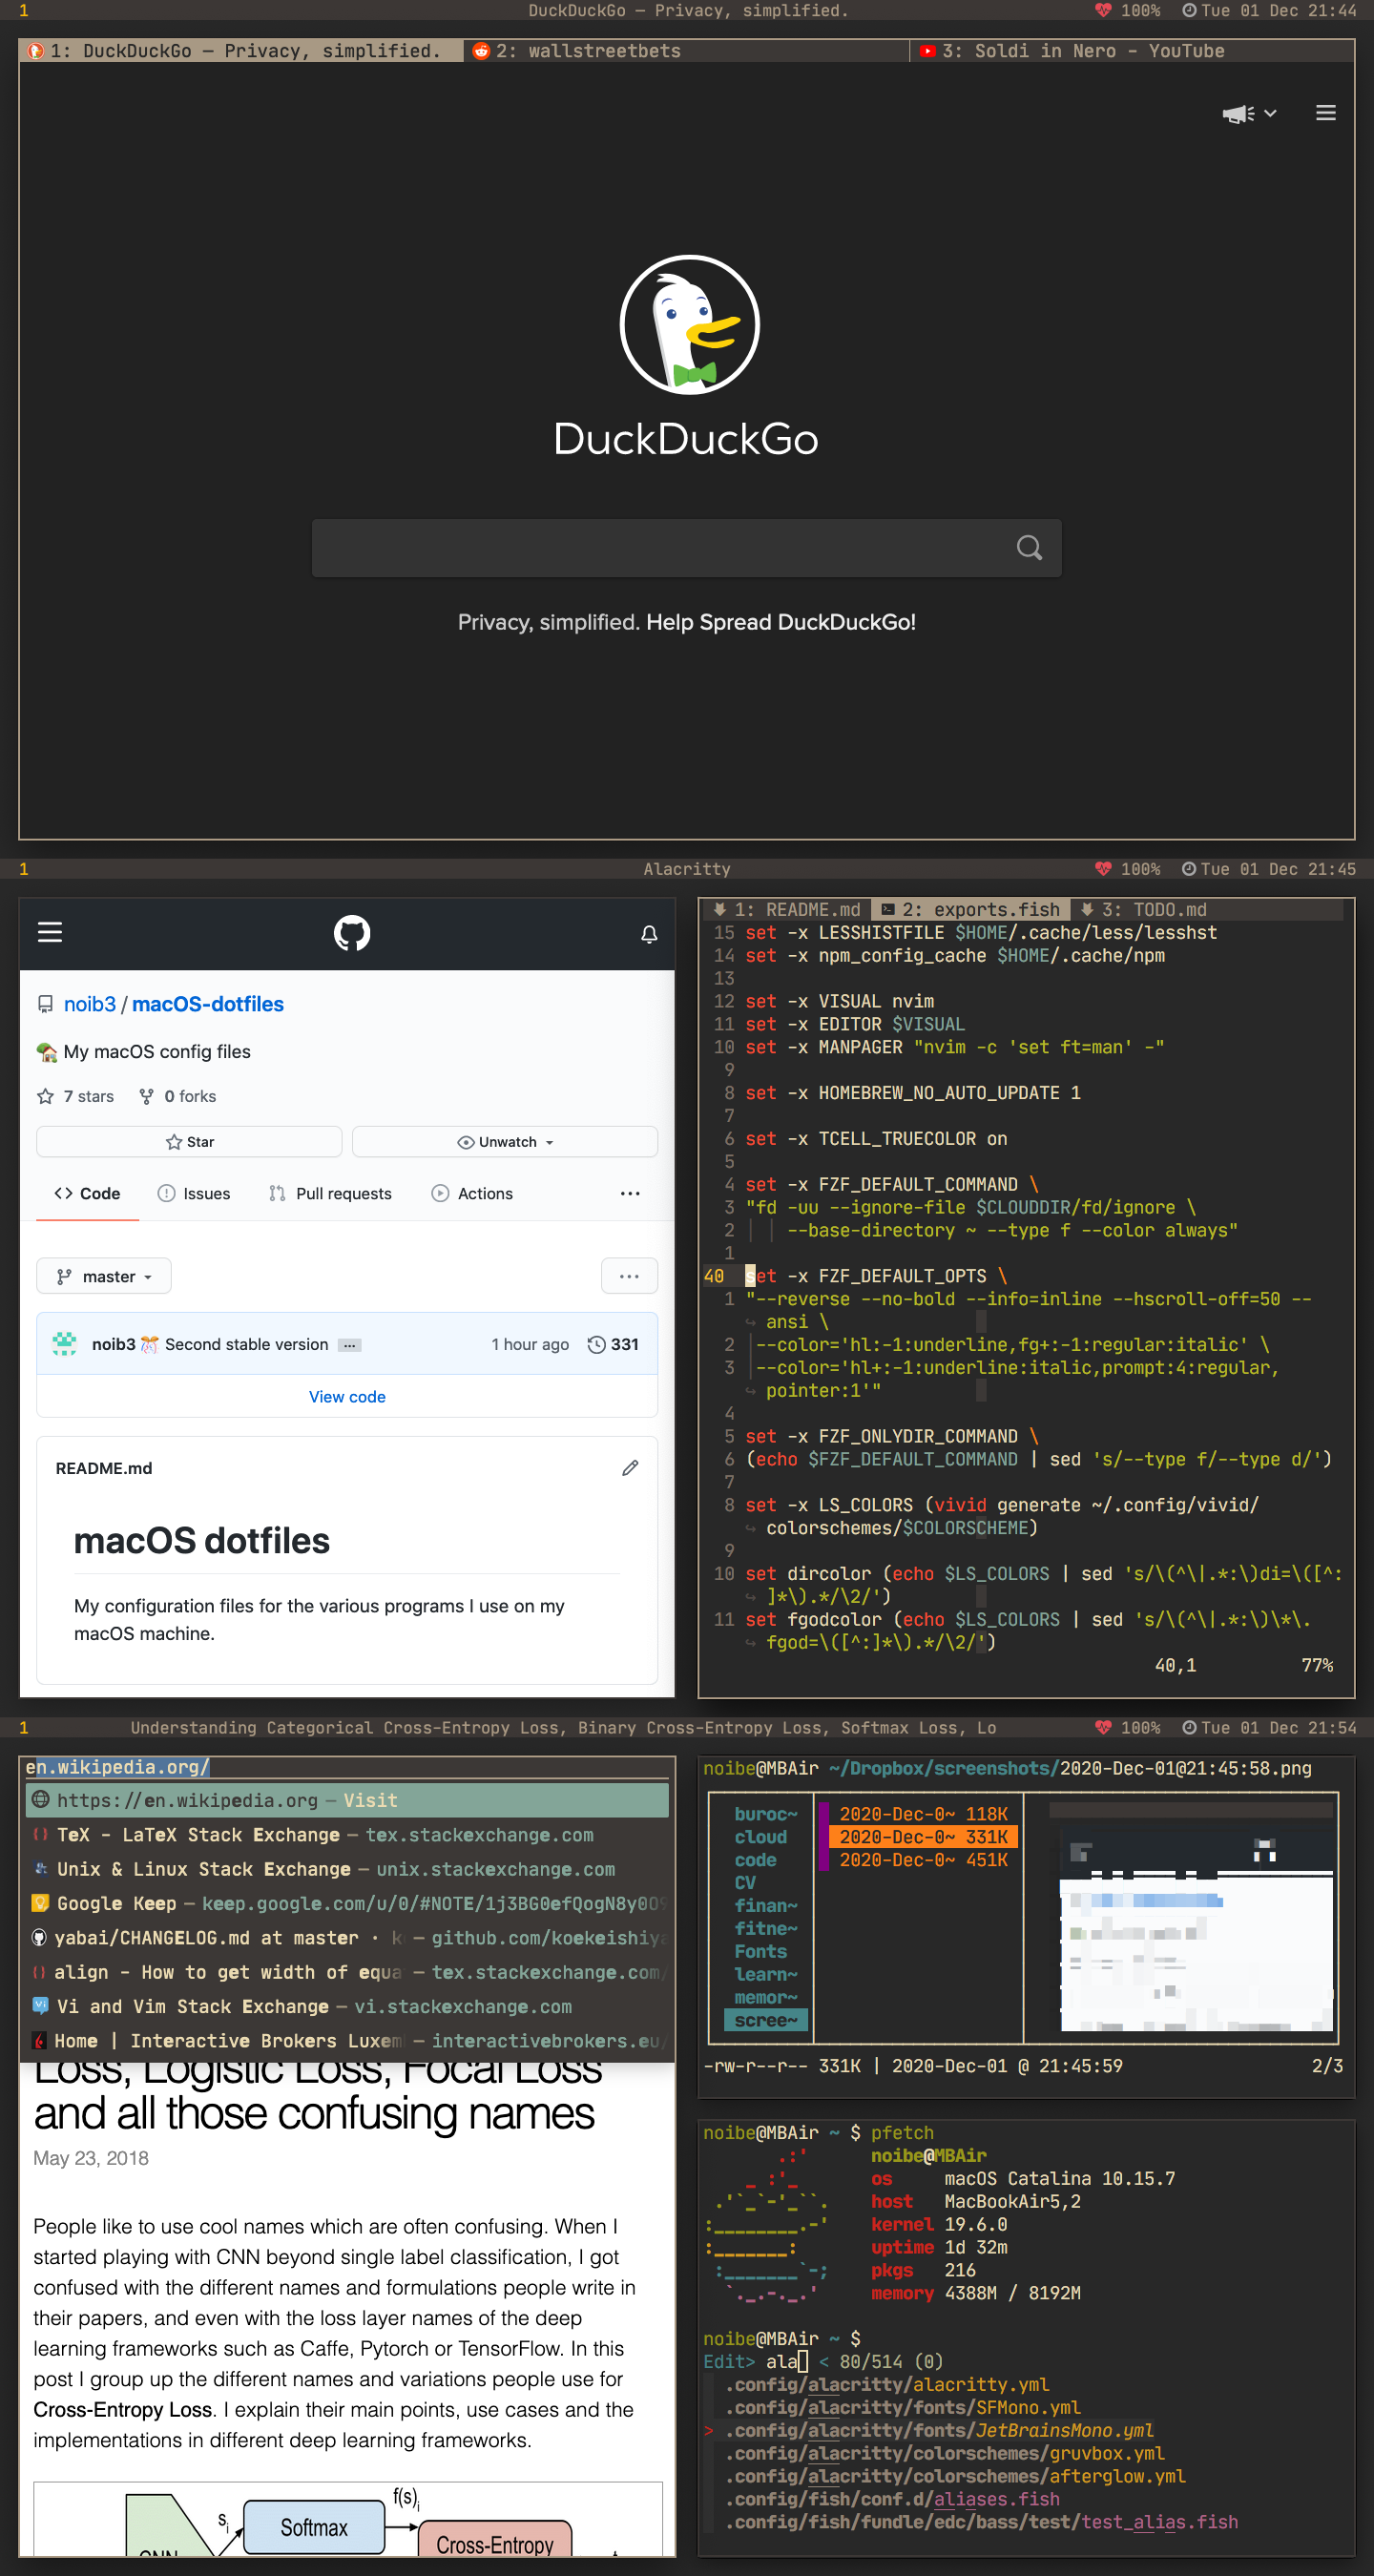 1 DuckDuckGo — Privacy, simplified. 100% Tue 01 Dec 21:44
1: DuckDuckGo — Privacy, simplified. 2: wallstreetbets 3: Soldi in Nero - YouTube
DuckDuckGo
Privacy, simplified. Help Spread DuckDuckGo!
1 Alacritty 100% Tue 01 Dec 21:45
noib3 / macOS-dotfiles
My macOS config files
7 stars 0 forks
Star Unwatch
Code Issues Pull requests Actions ...
master ...
noib3 Second stable version ... 1 hour ago 331
View code
README.md
macOS dotfiles
My configuration files for the various programs I use on my
macOS machine.
1: README.md 2: exports.fish 3: TODO.md
15 set -x LESSHISTFILE $HOME/.cache/less/lesshst
14 set -x npm_config_cache $HOME/.cache/npm
13
12 set -x VISUAL nvim
11 set -x EDITOR $VISUAL
10 set -x MANPAGER "nvim -c 'set ft=man' -"
9
8 set -x HOMEBREW_NO_AUTO_UPDATE 1
7
6 set -x TCELL_TRUECOLOR on
5
4 set -x FZF_DEFAULT_COMMAND \
3 "fd -uu --ignore-file $CLOUDDIR/fd/ignore \
2 --base-directory ~ --type f --color always"
1
40 set -x FZF_DEFAULT_OPTS \
1 "--reverse --no-bold --info=inline --hscroll-off=50 --
↪ ansi \
2 --color='hl:-1:underline,fg+:-1:regular:italic' \
3 --color='hl+:-1:underline:italic,prompt:4:regular,
↪ pointer:1'"
4
5 set -x FZF_ONLYDIR_COMMAND \
6 (echo $FZF_DEFAULT_COMMAND | sed 's/--type f/--type d/')
7
8 set -x LS_COLORS (vivid generate ~/.config/vivid/
↪ colorschemes/$COLORSCHEME)
9
10 set dircolor (echo $LS_COLORS | sed 's/\(^\|.*:\)di=\([^:
↪ ]*\).*/\2/')
11 set fgodcolor (echo $LS_COLORS | sed 's/\(^\|.*:\)\*\.
↪ fgod=\([^:]*\).*/\2/')
40,1 77%
1 Understanding Categorical Cross-Entropy Loss, Binary Cross-Entropy Loss, Softmax Loss, Lo 100% Tue 01 Dec 21:54
en.wikipedia.org/
https://en.wikipedia.org — Visit
TeX - LaTeX Stack Exchange — tex.stackexchange.com
Unix & Linux Stack Exchange — unix.stackexchange.com
Google Keep — keep.google.com/u/0/#NOTE/1j3BG0efQogN8y0O9
yabai/CHANGELOG.md at master · k — github.com/koekeishiya
align - How to get width of equa — tex.stackexchange.com/
Vi and Vim Stack Exchange — vi.stackexchange.com
Home | Interactive Brokers Luxem — interactivebrokers.eu/
Loss, Logistic Loss, Focal Loss
and all those confusing names
May 23, 2018
People like to use cool names which are often confusing. When I
started playing with CNN beyond single label classification, I got
confused with the different names and formulations people write in
their papers, and even with the loss layer names of the deep
learning frameworks such as Caffe, Pytorch or TensorFlow. In this
post I group up the different names and variations people use for
Cross-Entropy Loss. I explain their main points, use cases and the
implementations in different deep learning frameworks.
CNN si Softmax f(s)i Cross-Entropy
noibe@MBAir ~/Dropbox/screenshots/2020-Dec-01@21:45:58.png
buroc~ 2020-Dec-0~ 118K
cloud 2020-Dec-0~ 331K
code 2020-Dec-0~ 451K
CV
finan~
fitne~
Fonts
learn~
memor~
scree~
-rw-r--r-- 331K | 2020-Dec-01 @ 21:45:59 2/3
noibe@MBAir ~ $ pfetch
noibe@MBAir
os macOS Catalina 10.15.7
host MacBookAir5,2
kernel 19.6.0
uptime 1d 32m
pkgs 216
memory 4388M / 8192M
noibe@MBAir ~ $
Edit> ala < 80/514 (0)
.config/alacritty/alacritty.yml
.config/alacritty/fonts/SFMono.yml
> .config/alacritty/fonts/JetBrainsMono.yml
.config/alacritty/colorschemes/gruvbox.yml
.config/alacritty/colorschemes/afterglow.yml
.config/fish/conf.d/aliases.fish
.config/fish/fundle/edc/bass/test/test_alias.fish